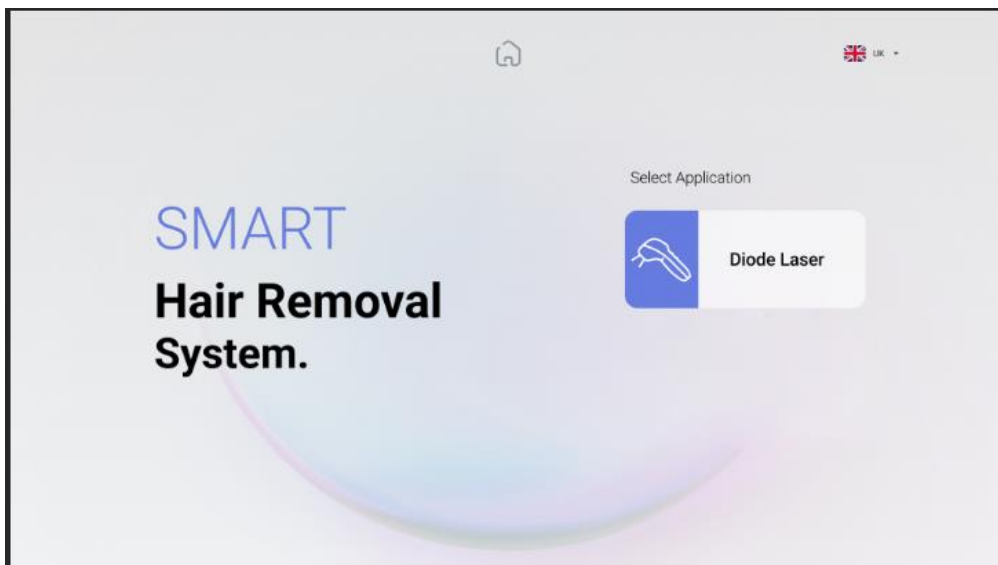 UK
Select Application
SMART
Hair Removal
System.
Diode Laser